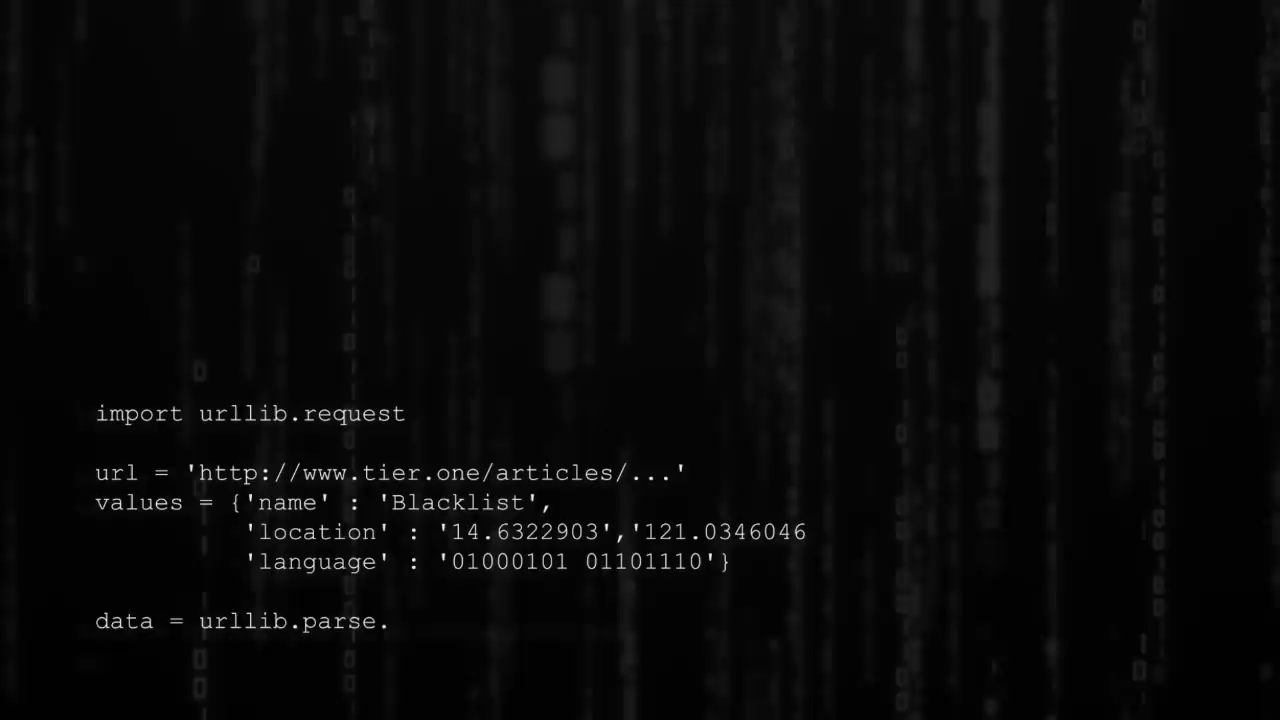 import urllib.request
url = 'http://www.tier.one/articles/...'
values = {'name' : 'Blacklist',
'location' : '14.6322903','121.0346046
'language' : '01000101 01101110'}
data = urllib.parse.